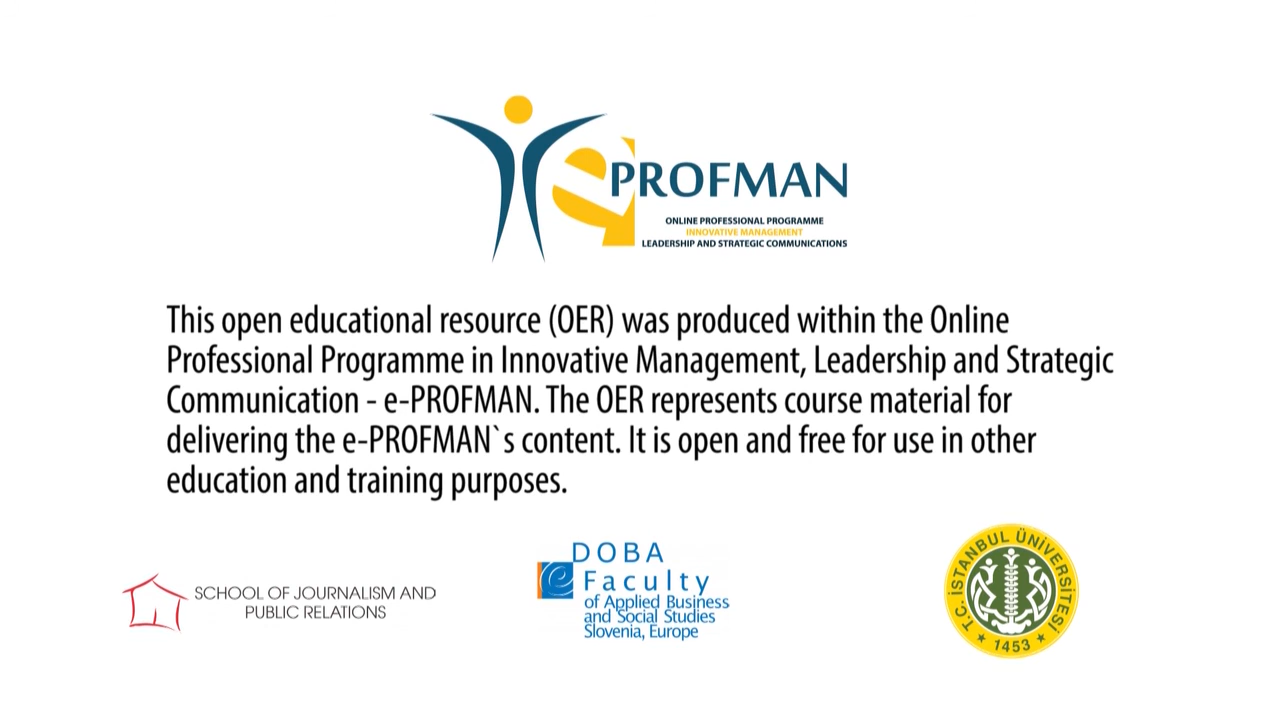 e PROFMAN
ONLINE PROFESSIONAL PROGRAMME
INNOVATIVE MANAGEMENT
LEADERSHIP AND STRATEGIC COMMUNICATIONS
This open educational resource (OER) was produced within the Online
Professional Programme in Innovative Management, Leadership and Strategic
Communication - e-PROFMAN. The OER represents course material for
delivering the e-PROFMAN`s content. It is open and free for use in other
education and training purposes.
SCHOOL OF JOURNALISM AND
PUBLIC RELATIONS
DOBA
Faculty
of Applied Business
and Social Studies
Slovenia, Europe
T.C. İSTANBUL ÜNİVERSİTESİ
1453